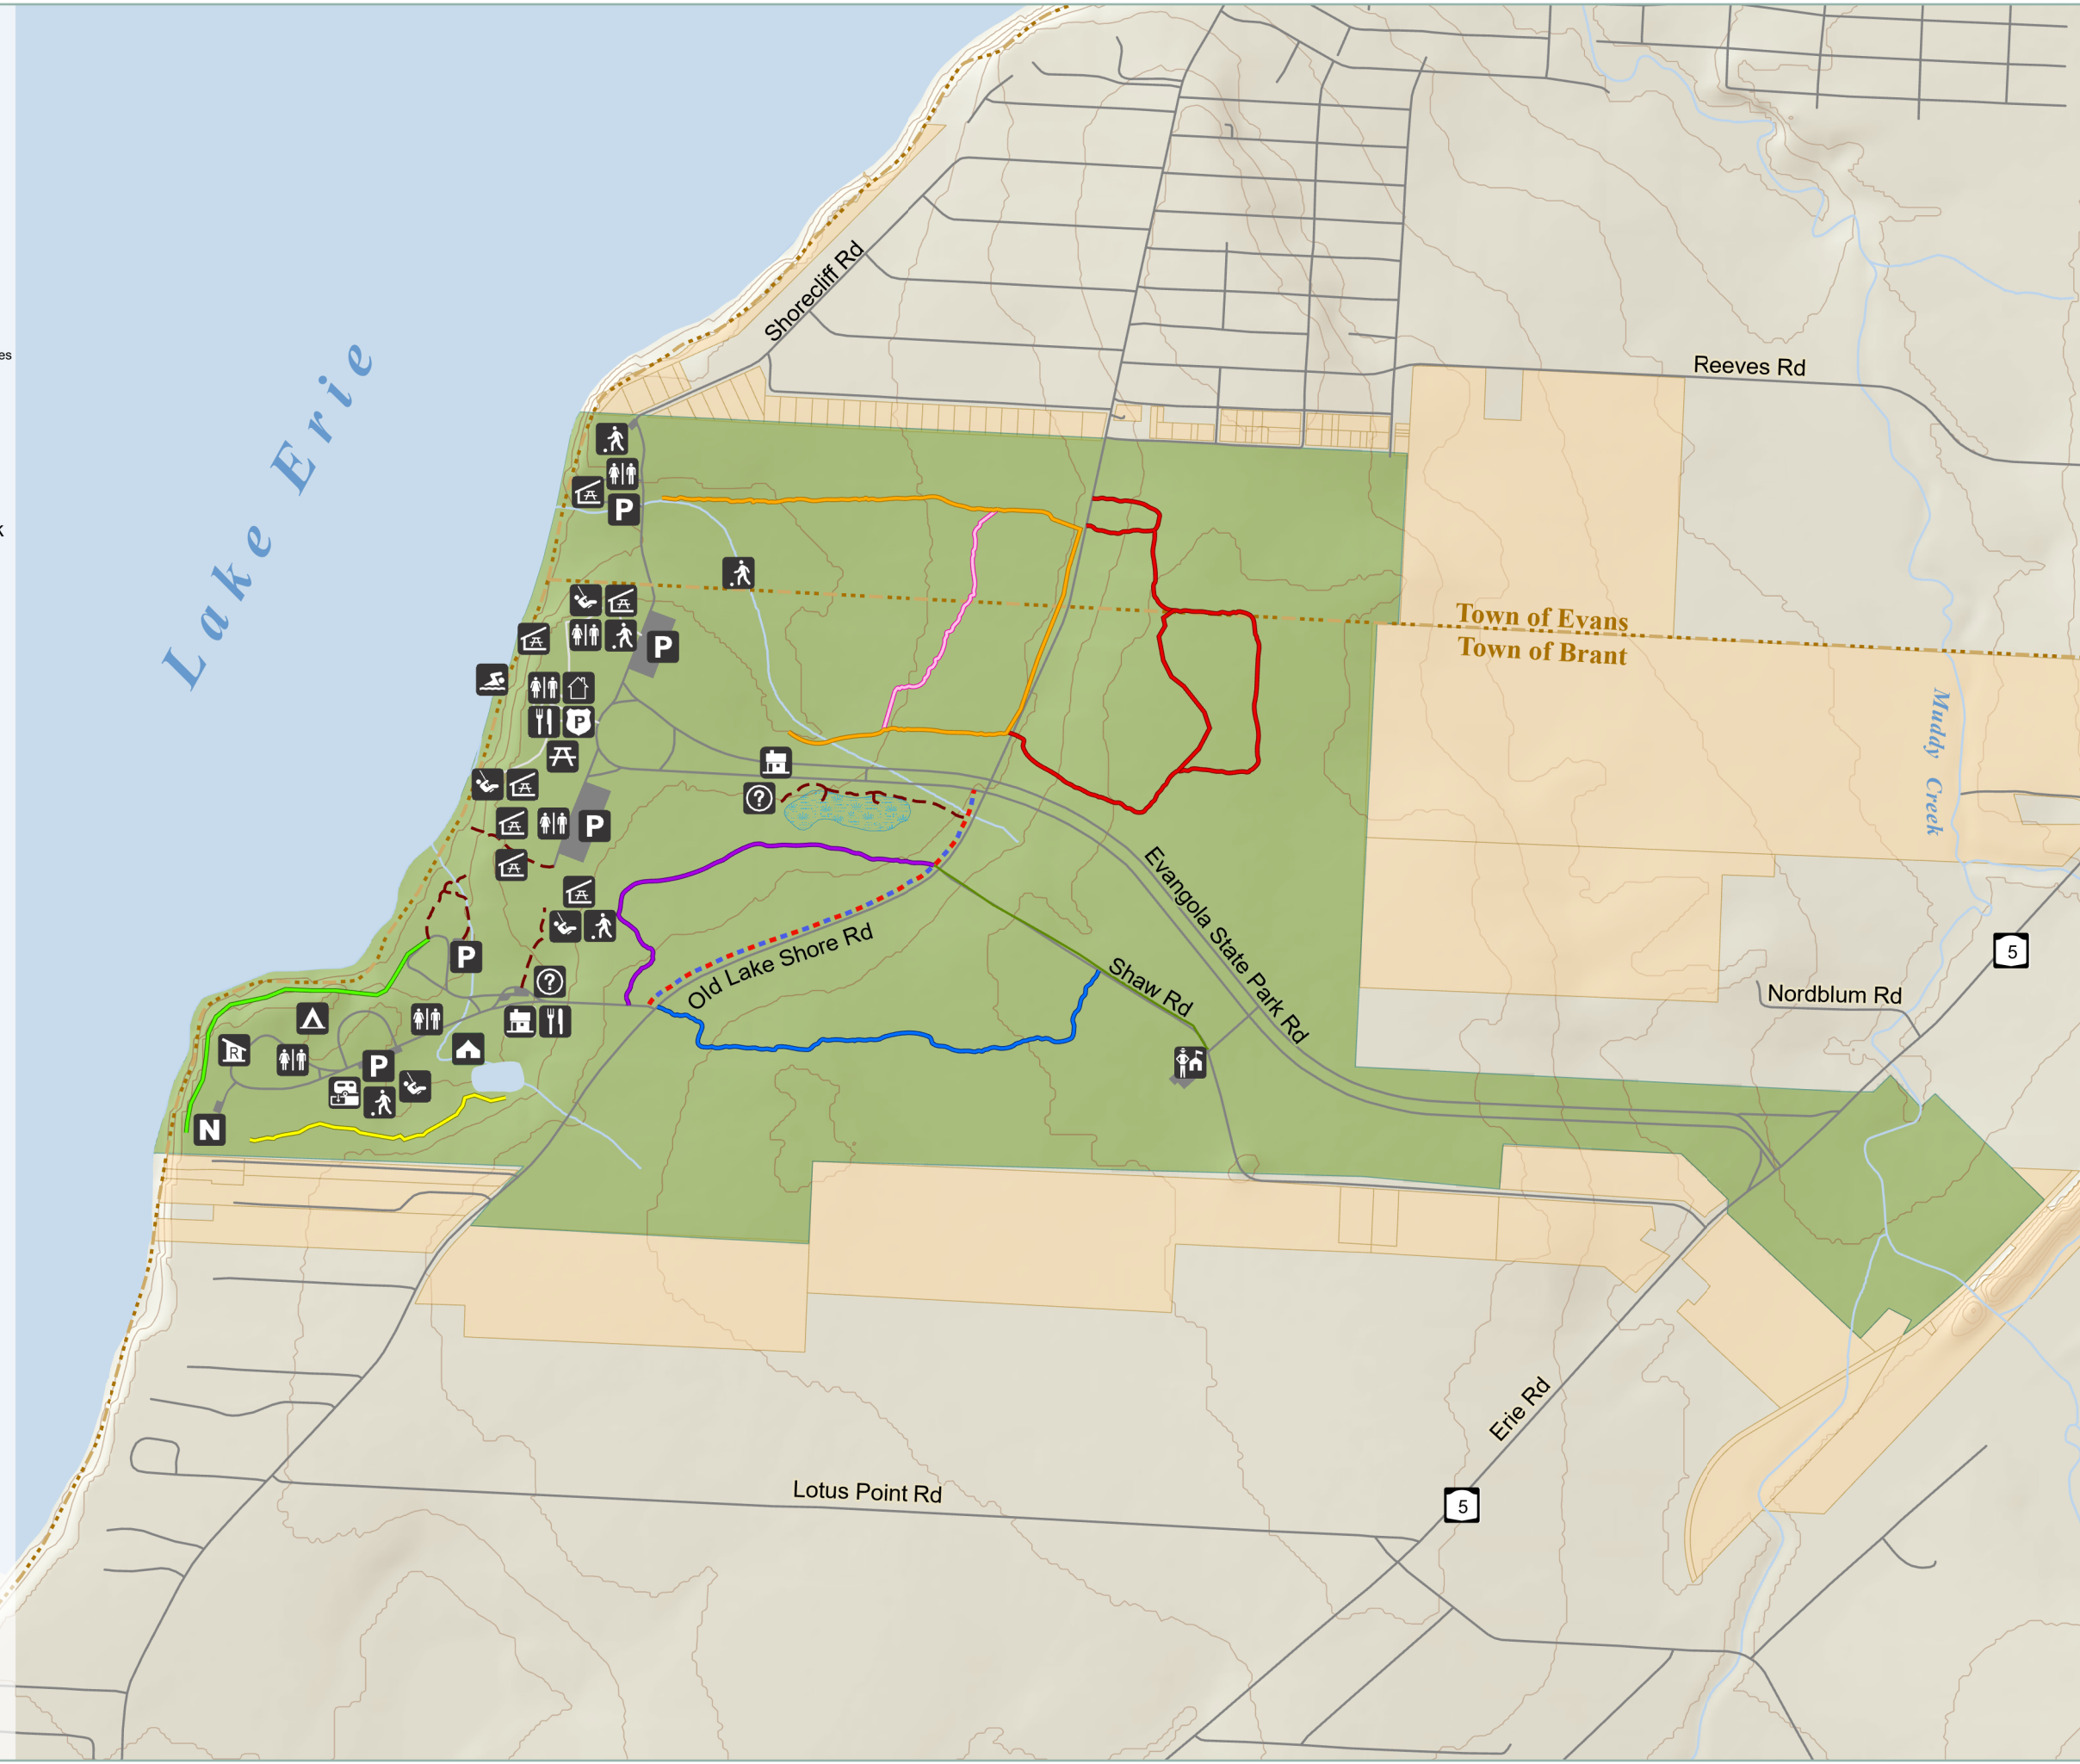 es
k
Lake Erie
Shorecliff Rd
Reeves Rd
P
Town of Evans
Town of Brant
P
P
Muddy Creek
?
P
Evangola State Park Rd
5
Old Lake Shore Rd
P
Shaw Rd
?
Nordblum Rd
R
P
N
Erie Rd
Lotus Point Rd
5